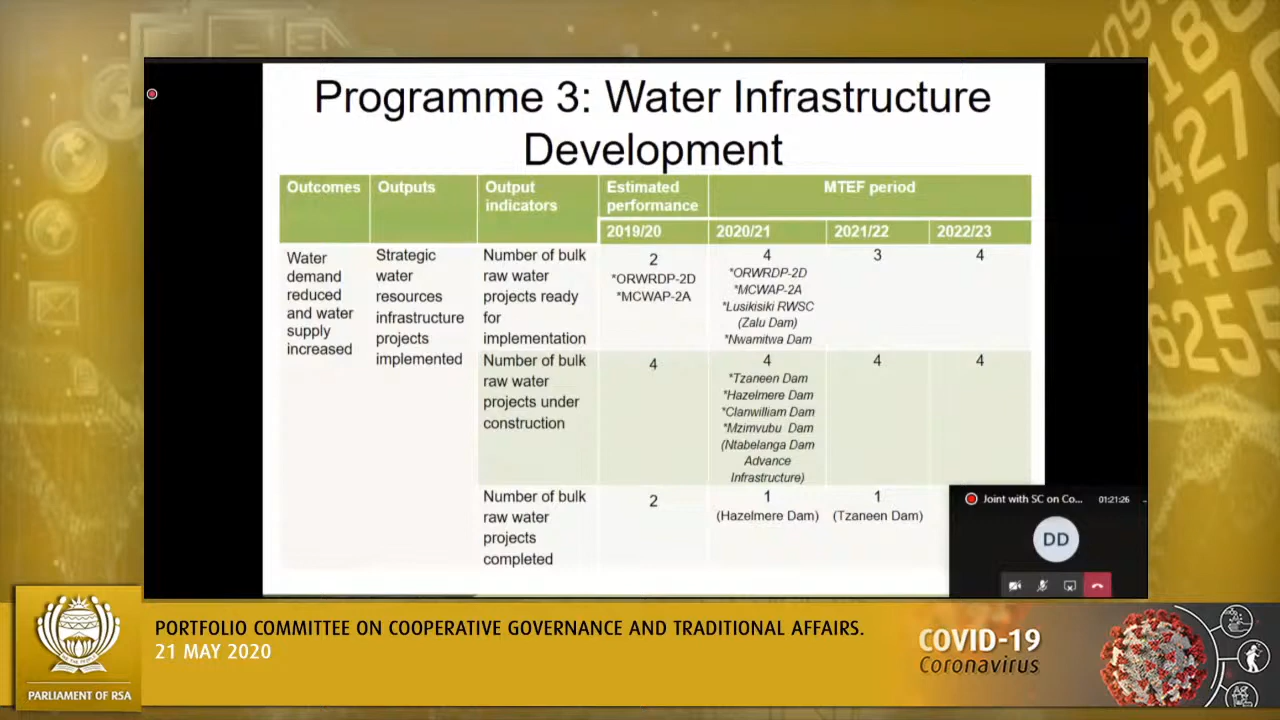 Programme 3: Water Infrastructure
Development
Outcomes
Outputs
Output
indicators
Estimated
performance
MTEF period
2019/20
2020/21
2021/22
2022/23
Water
demand
reduced
and water
supply
increased
Strategic
water
resources
infrastructure
projects
implemented
Number of bulk
raw water
projects ready
for
implementation
2
*ORWRDP-2D
*MCWAP-2A
4
*ORWRDP-2D
*MCWAP-2A
*Lusikisiki RWSC
(Zalu Dam)
*Nwamitwa Dam
3
4
Number of bulk
raw water
projects under
construction
4
4
*Tzaneen Dam
*Hazelmere Dam
*Clanwilliam Dam
*Mzimvubu Dam
(Ntabelanga Dam
Advance
Infrastructure)
4
4
Number of bulk
raw water
projects
completed
2
1
(Hazelmere Dam)
1
(Tzaneen Dam)
Joint with SC on Co...
01:21:26
DD
PORTFOLIO COMMITTEE ON COOPERATIVE GOVERNANCE AND TRADITIONAL AFFAIRS.
21 MAY 2020
PARLIAMENT OF RSA
COVID-19
Coronavirus